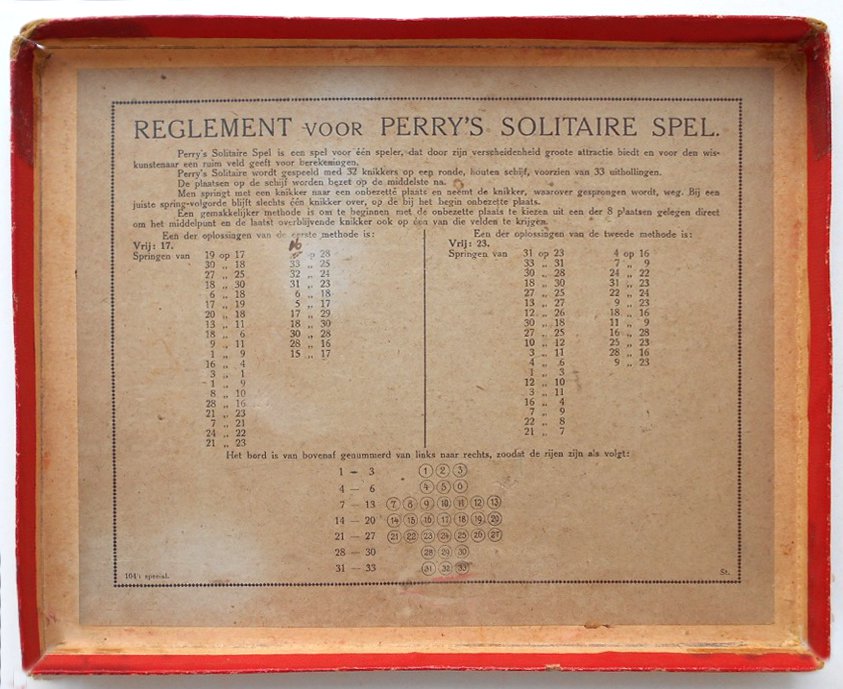 REGLEMENT VOOR PERRY'S SOLITAIRE SPEL.
Perry's Solitaire Spel is een spel voor één speler, dat door zijn verscheidenheid groote attractie biedt en voor den wis-
kunstenaar een ruim veld geeft voor berekeningen.
Perry's Solitaire wordt gespeeld met 32 knikkers op een ronde, houten schijf, voorzien van 33 uithollingen.
De plaatsen op de schijf worden bezet op de middelste na.
Men springt met een knikker naar een onbezette plaats en neemt de knikker, waarover gesprongen wordt, weg. Bij een
juiste spring-volgorde blijft slechts één knikker over, op de bij het begin onbezette plaats.
Een gemakkelijker methode is om te beginnen met de onbezette plaats te kiezen uit een der 8 plaatsen gelegen direct
om het middelpunt en de laatst overblijvende knikker ook op één van die velden te krijgen.
Een der oplossingen van de eerste methode is:
Vrij: 17.
Springen van 19 op 17
30 „ 18
27 „ 25
18 „ 30
6 „ 18
17 „ 19
20 „ 18
13 „ 11
18 „ 6
9 „ 11
1 „ 9
16 „ 4
3 „ 1
1 „ 9
8 „ 10
28 „ 16
21 „ 23
7 „ 21
24 „ 22
21 „ 23
16
op 28
33 „ 25
32 „ 24
31 „ 23
6 „ 18
5 „ 17
17 „ 29
18 „ 30
30 „ 28
28 „ 16
15 „ 17
Een der oplossingen van de tweede methode is:
Vrij: 23.
Springen van 31 op 23
33 „ 31
30 „ 28
18 „ 30
27 „ 25
13 „ 27
12 „ 26
30 „ 18
27 „ 25
10 „ 12
3 „ 11
4 „ 6
1 „ 3
12 „ 10
3 „ 11
16 „ 4
7 „ 9
22 „ 8
21 „ 7
4 op 16
7 „ 9
24 „ 22
31 „ 23
22 „ 24
9 „ 23
18 „ 16
11 „ 9
16 „ 28
25 „ 23
28 „ 16
9 „ 23
Het bord is van bovenaf genummerd van links naar rechts, zoodat de rijen zijn als volgt:
1 — 3 1 2 3
4 — 6 4 5 6
7 — 13 7 8 9 10 11 12 13
14 — 20 14 15 16 17 18 19 20
21 — 27 21 22 23 24 25 26 27
28 — 30 28 29 30
31 — 33 31 32 33
special. St.